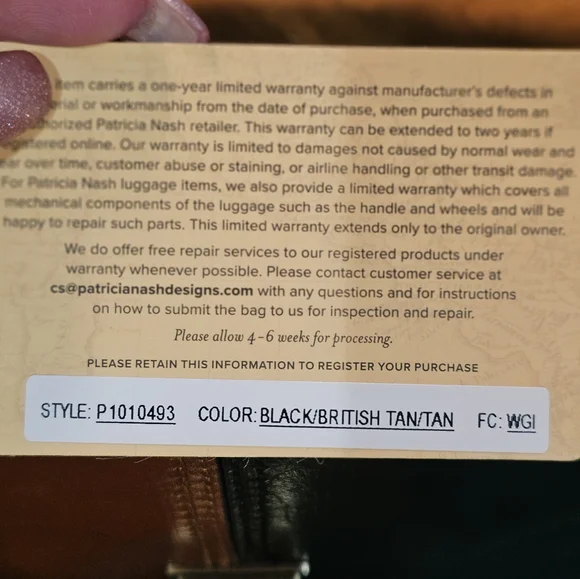 item carries a one-year limited warranty against manufacturer's defects in
or workmanship from the date of purchase, when purchased from an
Patricia Nash retailer. This warranty can be extended to two years if
registered online. Our warranty is limited to damages not caused by normal wear and
over time, customer abuse or staining, or airline handling or other transit damage.
For Patricia Nash luggage items, we also provide a limited warranty which covers all
mechanical components of the luggage such as the handle and wheels and will be
happy to repair such parts. This limited warranty extends only to the original owner.
We do offer free repair services to our registered products under
warranty whenever possible. Please contact customer service at
cs@patricianashdesigns.com with any questions and for instructions
on how to submit the bag to us for inspection and repair.
Please allow 4-6 weeks for processing.
PLEASE RETAIN THIS INFORMATION TO REGISTER YOUR PURCHASE
STYLE: P1010493 COLOR: BLACK/BRITISH TAN/TAN FC: WGI